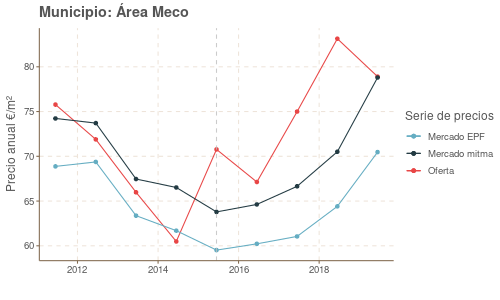 Municipio: Área Meco
Precio anual €/m²
80
75
70
65
60
2012
2014
2016
2018
Serie de precios
Mercado EPF
Mercado mitma
Oferta